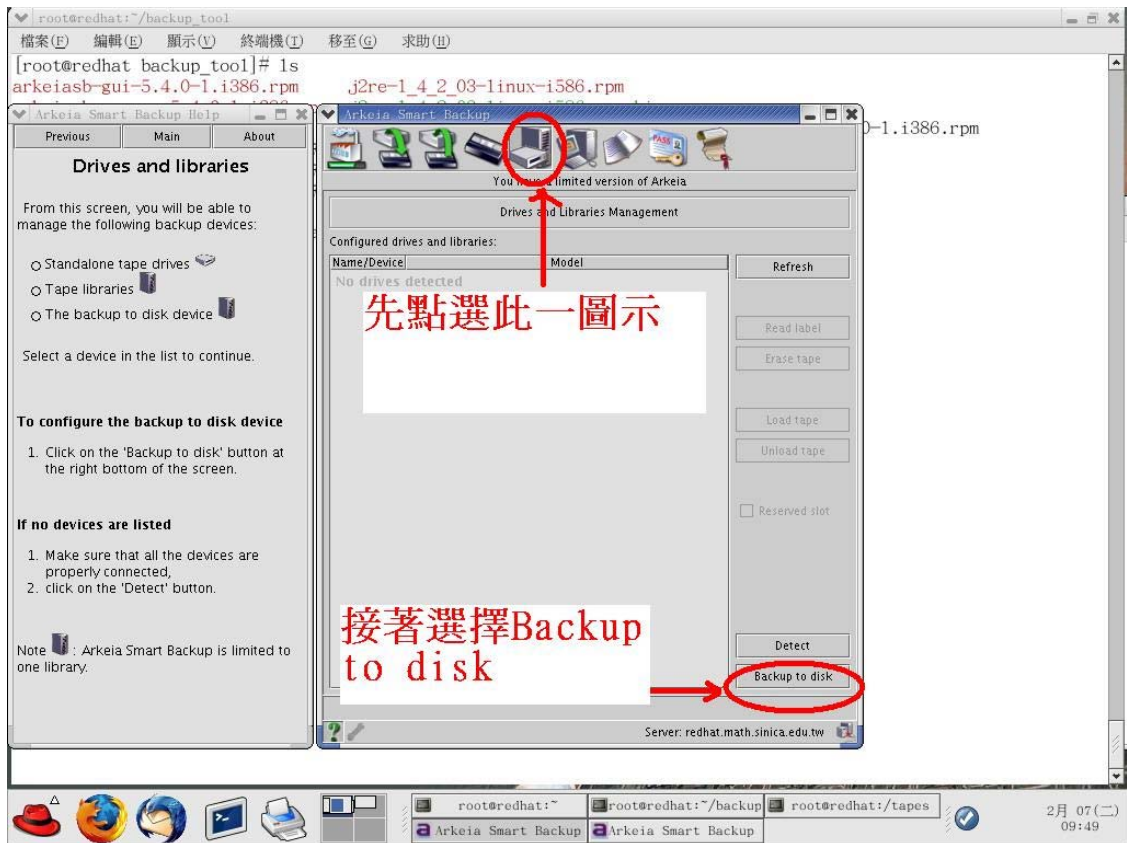 root@redhat:~/backup_tool
檔案(F) 編輯(E) 顯示(V) 終端機(T) 移至(G) 求助(H)
[root@redhat backup_tool]# ls
arkeiasb-gui-5.4.0-1.i386.rpm j2re-1_4_2_03-linux-i586.rpm
0-1.i386.rpm
Arkeia Smart Backup Help
Previous Main About
Drives and libraries
From this screen, you will be able to
manage the following backup devices:
Standalone tape drives
Tape libraries
The backup to disk device
Select a device in the list to continue.
To configure the backup to disk device
1. Click on the 'Backup to disk' button at
the right bottom of the screen.
If no devices are listed
1. Make sure that all the devices are
properly connected,
2. click on the 'Detect' button.
Note : Arkeia Smart Backup is limited to
one library.
Arkeia Smart Backup
You have a limited version of Arkeia
Drives and Libraries Management
Configured drives and libraries:
Name/Device Model
No drives detected
先點選此一圖示
接著選擇Backup
to disk
Refresh
Read label
Erase tape
Load tape
Unload tape
Reserved slot
Detect
Backup to disk
Server: redhat.math.sinica.edu.tw
root@redhat:~ root@redhat:~/backup root@redhat:/tapes
Arkeia Smart Backup Arkeia Smart Backup
2月 07(二)
09:49